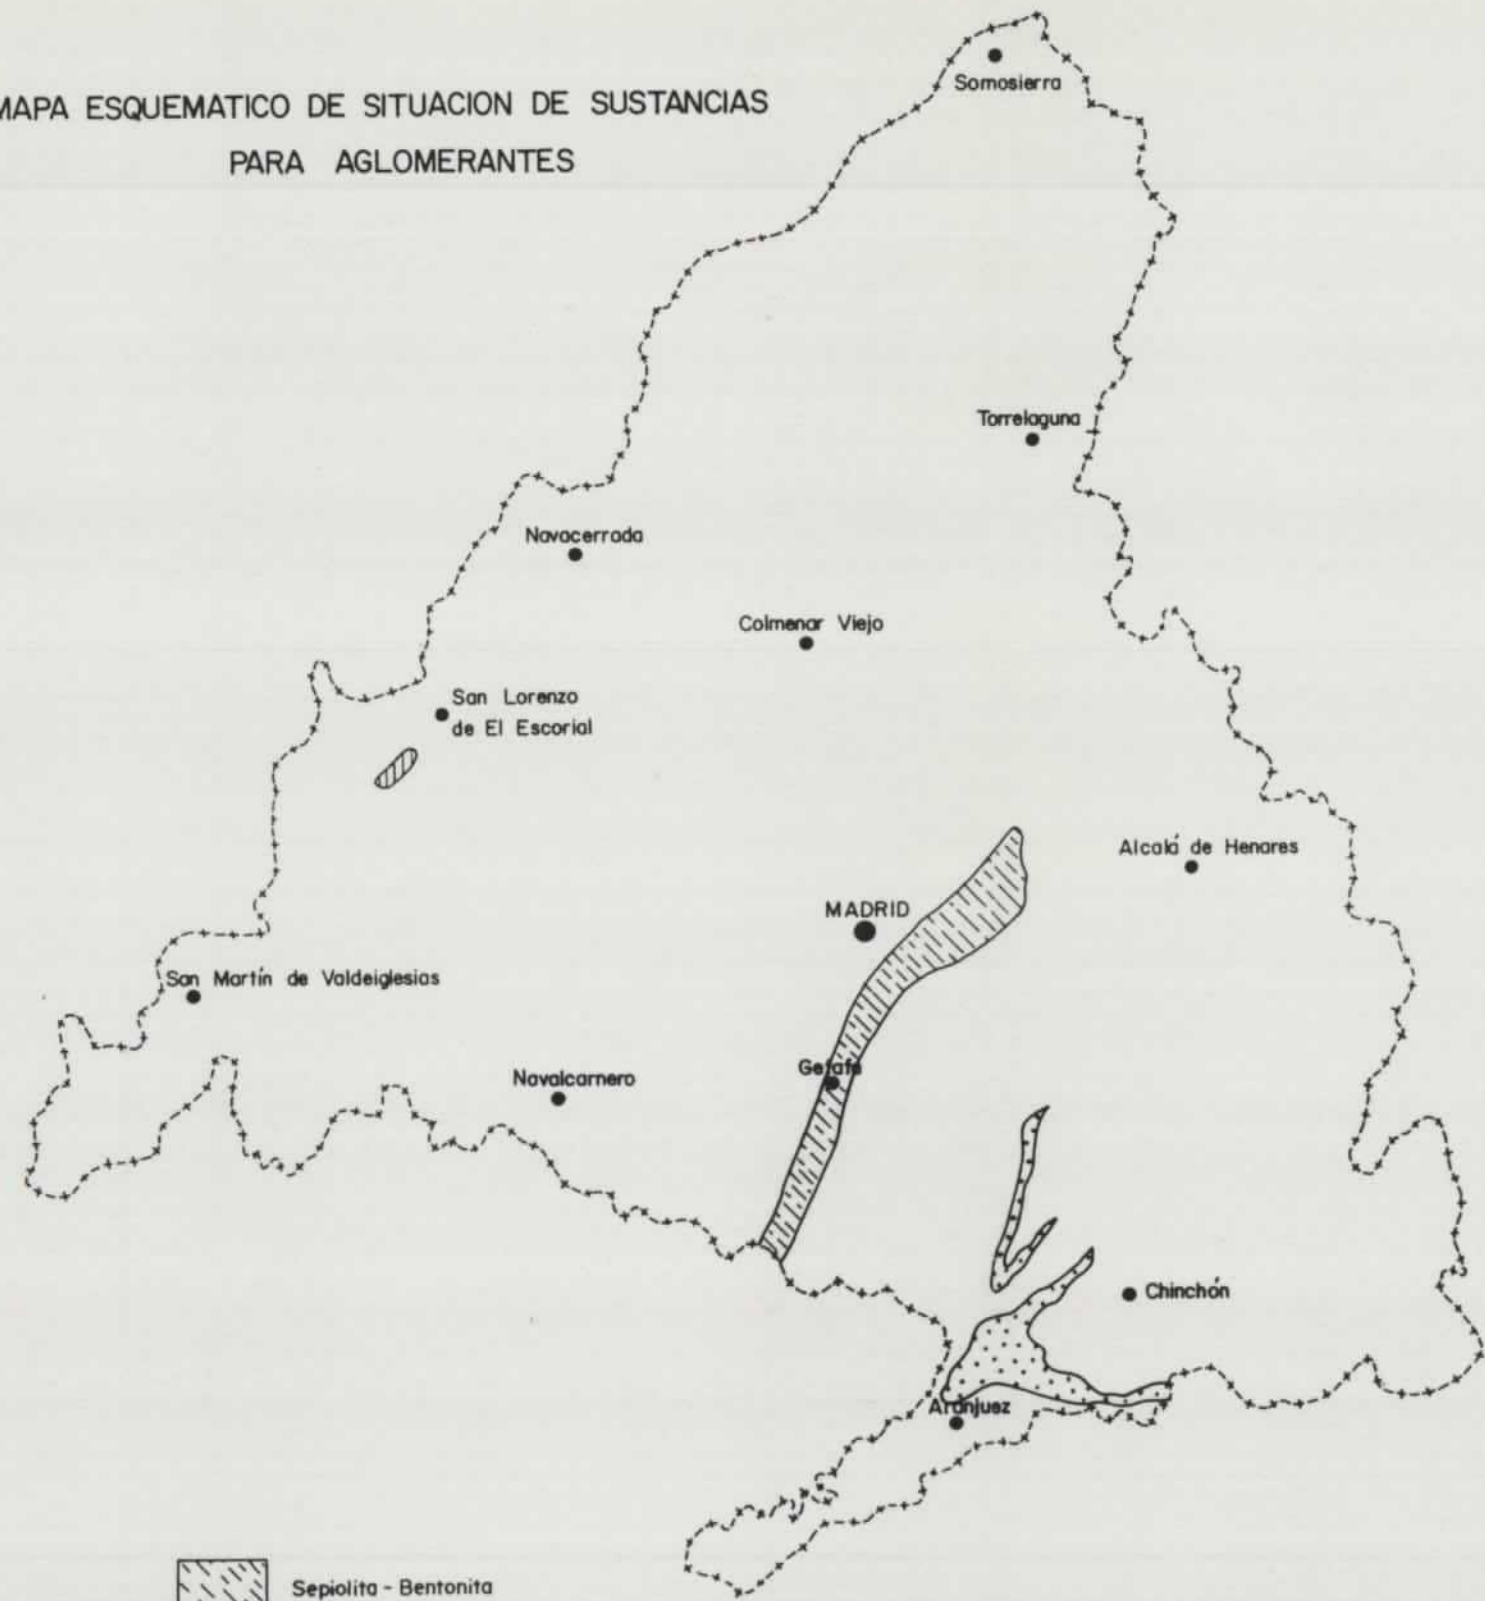 MAPA ESQUEMATICO DE SITUACION DE SUSTANCIAS
PARA AGLOMERANTES
Somosierra
Torrelaguna
Navacerrada
Colmenar Viejo
San Lorenzo
de El Escorial
Alcalá de Henares
MADRID
San Martín de Valdeiglesias
Getafe
Navalcarnero
Chinchón
Aranjuez
Sepiolita - Bentonita